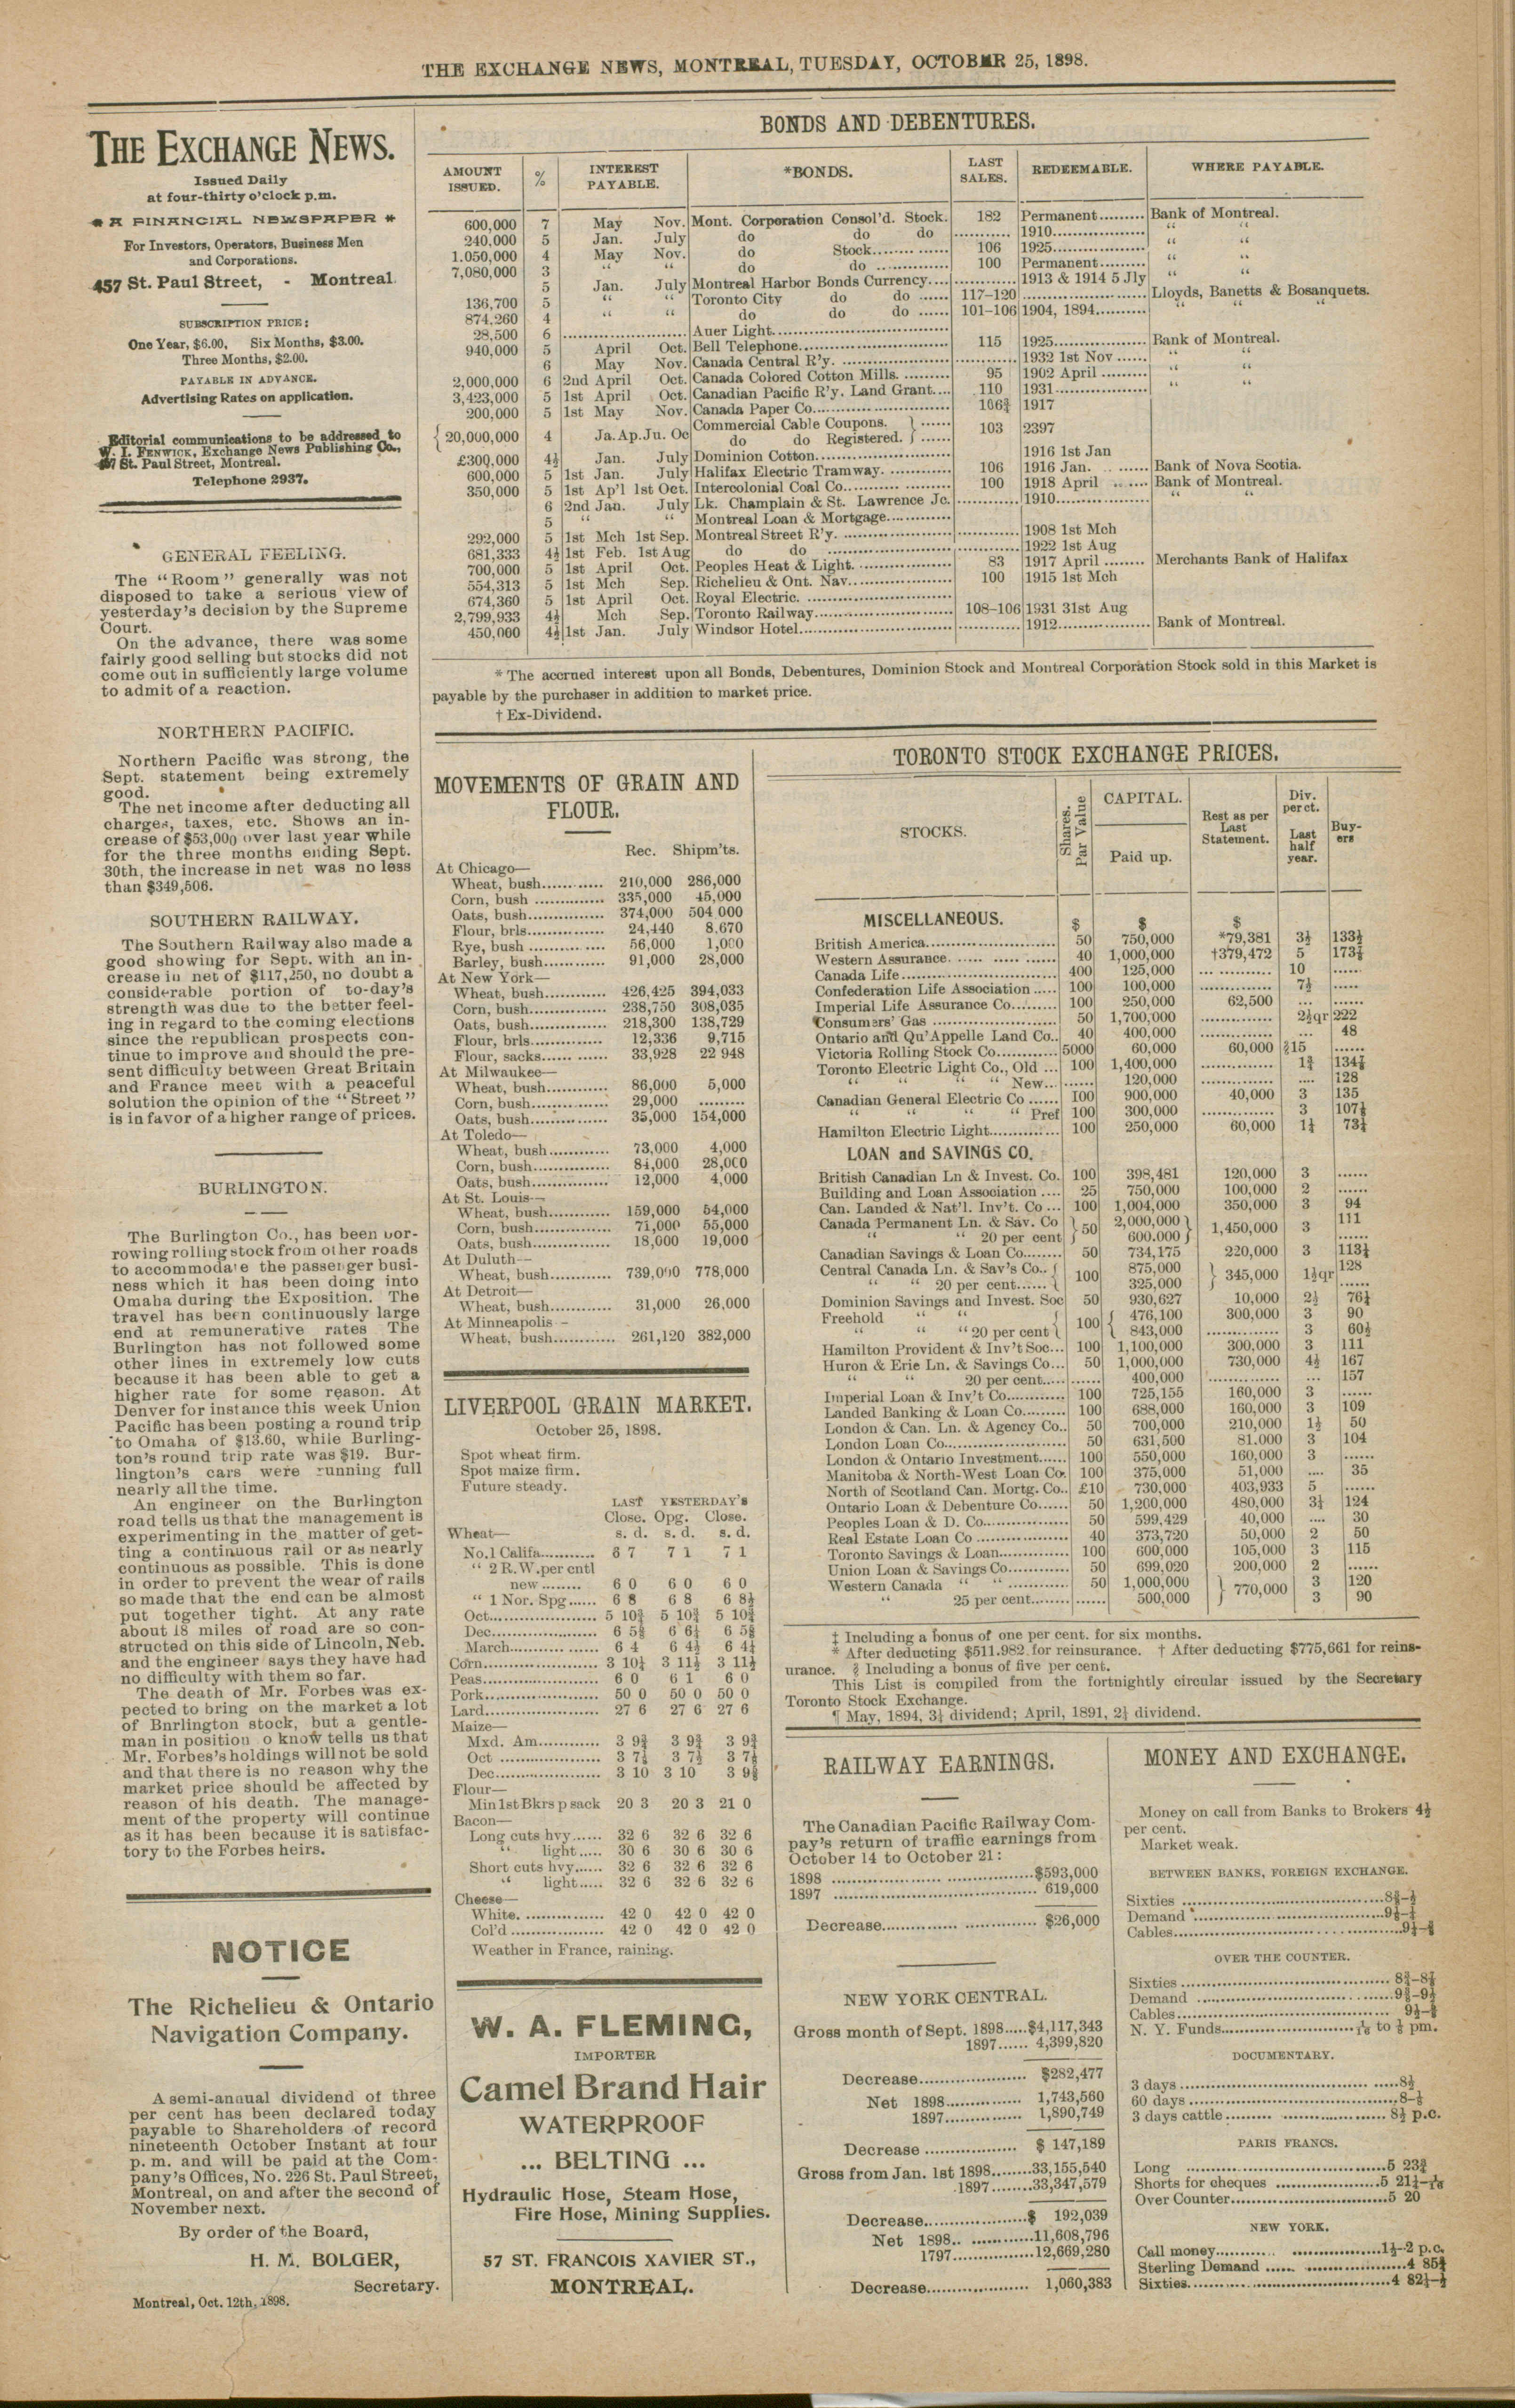 THE EXCHANGE NEWS, MONTREAL, TUESDAY, OCTOBER 25, 1898.
THE EXCHANGE NEWS.
Issued Daily
at four-thirty o'clock p.m.
* A FINANCIAL NEWSPAPER *
For Investors, Operators, Business Men
and Corporations.
457 St. Paul Street, - Montreal
SUBSCRIPTION PRICE:
One Year, $6.00, Six Months, $3.00.
Three Months, $2.00.
PAYABLE IN ADVANCE.
Advertising Rates on application.
Editorial communications to be addressed to
W. I. FENWICK, Exchange News Publishing Co.,
457 St. Paul Street, Montreal.
Telephone 2937.
GENERAL FEELING.
The "Room" generally was not
disposed to take a serious view of
yesterday's decision by the Supreme
Court.
On the advance, there was some
fairly good selling but stocks did not
come out in sufficiently large volume
to admit of a reaction.
NORTHERN PACIFIC.
Northern Pacific was strong, the
Sept. statement being extremely
good.
The net income after deducting all
charges, taxes, etc. Shows an in-
crease of $53,000 over last year while
for the three months ending Sept.
30th, the increase in net was no less
than $349,506.
SOUTHERN RAILWAY.
The Southern Railway also made a
good showing for Sept. with an in-
crease in net of $117,250, no doubt a
considerable portion of to-day's
strength was due to the better feel-
ing in regard to the coming elections
since the republican prospects con-
tinue to improve and should the pre-
sent difficulty between Great Britain
and France meet with a peaceful
solution the opinion of the "Street"
is in favor of a higher range of prices.
BURLINGTON.
The Burlington Co., has been bor-
rowing rolling stock from other roads
to accommodate the passenger busi-
ness which it has been doing into
Omaha during the Exposition. The
travel has been continuously large
end at remunerative rates The
Burlington has not followed some
other lines in extremely low cuts
because it has been able to get a
higher rate for some reason. At
Denver for instance this week Union
Pacific has been posting a round trip
to Omaha of $13.60, while Burling-
ton's round trip rate was $19. Bur-
lington's cars were running full
nearly all the time.
An engineer on the Burlington
road tells us that the management is
experimenting in the matter of get-
ting a continuous rail or as nearly
continuous as possible. This is done
in order to prevent the wear of rails
so made that the end can be almost
put together tight. At any rate
about 18 miles of road are so con-
structed on this side of Lincoln, Neb.
and the engineer says they have had
no difficulty with them so far.
The death of Mr. Forbes was ex-
pected to bring on the market a lot
of Bnrlington stock, but a gentle-
man in position o know tells us that
Mr. Forbes's holdings will not be sold
and that there is no reason why the
market price should be affected by
reason of his death. The manage-
ment of the property will continue
as it has been because it is satisfac-
tory to the Forbes heirs.
NOTICE
The Richelieu & Ontario
Navigation Company.
A semi-annual dividend of three
per cent has been declared today
payable to Shareholders of record
nineteenth October Instant at four
p. m. and will be paid at the Com-
pany's Offices, No. 226 St. Paul Street,
Montreal, on and after the second of
November next.
By order of the Board,
H. M. BOLGER,
Secretary.
Montreal, Oct. 12th, 1898.
BONDS AND DEBENTURES.
AMOUNT ISSUED. % INTEREST PAYABLE. *BONDS. LAST SALES. REDEEMABLE. WHERE PAYABLE.
600,000 7 May Nov. Mont. Corporation Consol'd. Stock. 182 Permanent......... Bank of Montreal.
240,000 5 Jan. July do do do ........... 1910.................. " "
1.050,000 4 May Nov. do Stock.............. 106 1925.................. " "
7,080,000 3 " " do do .............. 100 Permanent......... " "
5 Jan. July Montreal Harbor Bonds Currency.... ............ 1913 & 1914 5 Jly " "
136,700 5 " " Toronto City do do ...... 117-120 ........................ Lloyds, Banetts & Bosanquets.
874,260 4 " " do do do ...... 101-106 1904, 1894.......... " " "
28,500 6 ........................ Auer Light..................................
940,000 5 April Oct. Bell Telephone............................. 115 1925.................. Bank of Montreal.
6 May Nov. Canada Central R'y. ..................... ............ 1932 1st Nov ...... " "
2,000,000 6 2nd April Oct. Canada Colored Cotton Mills. ......... 95 1902 April ......... " "
3,423,000 5 1st April Oct. Canadian Pacific R'y. Land Grant.... 110 1931.................. " "
200,000 5 1st May Nov. Canada Paper Co........................... 106¾ 1917
20,000,000 4 Ja. Ap. Ju. Oc Commercial Cable Coupons. ...... 103 2397
do do Registered. ......
£300,000 4½ Jan. July Dominion Cotton.......................... 1916 1st Jan
600,000 5 1st Jan. July Halifax Electric Tramway. ............ 106 1916 Jan. .. ...... Bank of Nova Scotia.
350,000 5 1st Ap'l 1st Oct. Intercolonial Coal Co.................... 100 1918 April .. .... Bank of Montreal.
6 2nd Jan. July Lk. Champlain & St. Lawrence Jc. ............ 1910.................. " "
5 " " Montreal Loan & Mortgage.............
292,000 5 1st Mch 1st Sep. Montreal Street R'y. ..................... ............ 1908 1st Mch
681,333 4½ 1st Feb. 1st Aug do do ........................ ............ 1922 1st Aug
700,000 5 1st April Oct. Peoples Heat & Light. .................. 83 1917 April ........ Merchants Bank of Halifax
554,313 5 1st Mch Sep. Richelieu & Ont. Nav.................... 100 1915 1st Mch
674,360 5 1st April Oct. Royal Electric. ............................
2,799,933 4½ Mch Sep. Toronto Railway........................... 108-106 1931 31st Aug
450,000 4½ 1st Jan. July Windsor Hotel.............................. ............ 1912.................. Bank of Montreal.
* The accrued interest upon all Bonds, Debentures, Dominion Stock and Montreal Corporation Stock sold in this Market is
payable by the purchaser in addition to market price.
† Ex-Dividend.
MOVEMENTS OF GRAIN AND
FLOUR.
Rec. Shipm'ts.
At Chicago—
Wheat, bush............ 210,000 286,000
Corn, bush .............. 335,000 45,000
Oats, bush............... 374,000 504 000
Flour, brls............... 24,440 8.670
Rye, bush ............... 56,000 1,000
Barley, bush............ 91,000 28,000
At New York—
Wheat, bush............ 426,425 394,033
Corn, bush............... 238,750 308,035
Oats, bush............... 218,300 138,729
Flour, brls............... 12,336 9,715
Flour, sacks............ 33,928 22 948
At Milwaukee—
Wheat, bush............ 86,000 5,000
Corn, bush............... 29,000 .........
Oats, bush............... 35,000 154,000
At Toledo—
Wheat, bush............ 73,000 4,000
Corn, bush............... 84,000 28,000
Oats, bush............... 12,000 4,000
At St. Louis—
Wheat, bush............ 159,000 54,000
Corn, bush............... 71,000 55,000
Oats, bush............... 18,000 19,000
At Duluth—
Wheat, bush............ 739,000 778,000
At Detroit—
Wheat, bush............ 31,000 26,000
At Minneapolis—
Wheat, bush............ 261,120 382,000
LIVERPOOL GRAIN MARKET.
October 25, 1898.
Spot wheat firm.
Spot maize firm.
Future steady.
LAST YESTERDAY'S
Close. Opg. Close.
Wheat— s. d. s. d. s. d.
No.1 Califa........... 6 7 7 1 7 1
" 2 R.W.per cntl
new ........ 6 0 6 0 6 0
" 1 Nor. Spg...... 6 8 6 8 6 8½
Oct..................... 5 10¾ 5 10¾ 5 10¾
Dec..................... 6 5⅝ 6 6¼ 6 5⅝
March.................. 6 4 6 4½ 6 4¼
Corn...................... 3 10¼ 3 11½ 3 11½
Peas...................... 6 0 6 1 6 0
Pork...................... 50 0 50 0 50 0
Lard...................... 27 6 27 6 27 6
Maize—
Mxd. Am............ 3 9¾ 3 9¾ 3 9¾
Oct .................... 3 7¼ 3 7½ 3 7½
Dec..................... 3 10 3 10 3 9⅝
Flour—
Min 1st Bkrs p sack 20 3 20 3 21 0
Bacon—
Long cuts hvy...... 32 6 32 6 32 6
" light..... 30 6 30 6 30 6
Short cuts hvy...... 32 6 32 6 32 6
" light..... 32 6 32 6 32 6
Cheese—
White. ............... 42 0 42 0 42 0
Col'd .................. 42 0 42 0 42 0
Weather in France, raining.
W. A. FLEMING,
IMPORTER
Camel Brand Hair
WATERPROOF
... BELTING ...
Hydraulic Hose, Steam Hose,
Fire Hose, Mining Supplies.
57 ST. FRANCOIS XAVIER ST.,
MONTREAL.
TORONTO STOCK EXCHANGE PRICES.
STOCKS. Shares. Par Value CAPITAL. Paid up. Rest as per Last Statement. Div. per ct. Last half year. Buy-ers
MISCELLANEOUS. $ $ $
British America.......................... 50 750,000 *79,381 3½ 133½
Western Assurance. ..... ..... ...... 40 1,000,000 †379,472 5 173½
Canada Life............................... 400 125,000 ... .......... 10 ......
Confederation Life Association ..... 100 100,000 ............. 7½ .....
Imperial Life Assurance Co......... 100 250,000 62,500 ... ......
Consumers' Gas ......................... 50 1,700,000 ............. 2½qr 222
Ontario and Qu'Appelle Land Co.. 40 400,000 ............. ... 48
Victoria Rolling Stock Co............ 5000 60,000 60,000 §15 ......
Toronto Electric Light Co., Old ... 100 1,400,000 ............. 1¾ 134⅞
" " " " New... ...... 120,000 ............. .... 128
Canadian General Electric Co ...... 100 900,000 40,000 3 135
" " " " Pref 100 300,000 ............. 3 107½
Hamilton Electric Light.............. 100 250,000 60,000 1¼ 73¼
LOAN and SAVINGS CO.
British Canadian Ln & Invest. Co. 100 398,481 120,000 3 ......
Building and Loan Association .... 25 750,000 100,000 2 ......
Can. Landed & Nat'l. Inv't. Co ... 100 1,004,000 350,000 3 94
Canada Permanent Ln. & Sav. Co 50 2,000,000 1,450,000 3 111
" " 20 per cent 600.000 ......
Canadian Savings & Loan Co........ 50 734,175 220,000 3 113¼
Central Canada Ln. & Sav's Co.. 100 875,000 345,000 1½qr 128
" " 20 per cent...... 325,000 ......
Dominion Savings and Invest. Soc 50 930,627 10,000 2½ 76¼
Freehold " " 100 476,100 300,000 3 90
" " " 20 per cent 843,000 ............. 3 60½
Hamilton Provident & Inv't Soc... 100 1,100,000 300,000 3 111
Huron & Erie Ln. & Savings Co... 50 1,000,000 730,000 4½ 167
" " 20 per cent..... ...... 400,000 ............. ... 157
Imperial Loan & Inv't Co............ 100 725,155 160,000 3 ......
Landed Banking & Loan Co......... 100 688,000 160,000 3 109
London & Can. Ln. & Agency Co.. 50 700,000 210,000 1½ 50
London Loan Co........................ 50 631,500 81.000 3 104
London & Ontario Investment...... 100 550,000 160,000 3 ......
Manitoba & North-West Loan Co. 100 375,000 51,000 .... 35
North of Scotland Can. Mortg. Co.. £10 730,000 403,933 5 ......
Ontario Loan & Debenture Co...... 50 1,200,000 480,000 3¼ 124
Peoples Loan & D. Co................. 50 599,429 40,000 .... 30
Real Estate Loan Co .................. 40 373,720 50,000 2 50
Toronto Savings & Loan.............. 100 600,000 105,000 3 115
Union Loan & Savings Co............ 50 699,020 200,000 2 ......
Western Canada " " ............ 50 1,000,000 770,000 3 120
" 25 per cent........ ...... 500,000 3 90
‡ Including a bonus of one per cent. for six months.
* After deducting $511.982 for reinsurance. † After deducting $775,661 for reins-
urance. § Including a bonus of five per cent.
This List is compiled from the fortnightly circular issued by the Secretary
Toronto Stock Exchange.
¶ May, 1894, 3½ dividend; April, 1891, 2½ dividend.
RAILWAY EARNINGS.
The Canadian Pacific Railway Com-
pay's return of traffic earnings from
October 14 to October 21:
1898 ........................................$593,000
1897 ........................................ 619,000
Decrease............... ............. $26,000
NEW YORK CENTRAL.
Gross month of Sept. 1898.....$4,117,343
1897...... 4,399,820
Decrease..................... $282,477
Net 1898............... 1,743,560
1897............... 1,890,749
Decrease .................. $ 147,189
Gross from Jan. 1st 1898........33,155,540
1897........33,347,579
Decrease....................$ 192,039
Net 1898.. ............11,608,796
1797................12,669,280
Decrease.................... 1,060,383
MONEY AND EXCHANGE.
Money on call from Banks to Brokers 4½
per cent.
Market weak.
BETWEEN BANKS, FOREIGN EXCHANGE.
Sixties ........................................8⅜-½
Demand ......................................9⅛-¼
Cables.............................................9¼-⅜
OVER THE COUNTER.
Sixties ........................................ 8¾-8⅞
Demand ......................................9⅜-9½
Cables......................................... 9½-⅝
N. Y. Funds.......................... 1/16 to ⅛ pm.
DOCUMENTARY.
3 days ............................................8½
60 days .........................................8-⅛
3 days cattle ................................ 8½ p.c.
PARIS FRANCS.
Long ........................................5 23¾
Shorts for cheques ....................5 21¼-1/16
Over Counter...............................5 20
NEW YORK.
Call money............ .................1½-2 p.c.
Sterling Demand ...... ...................4 85¾
Sixties........................................4 82¼-½